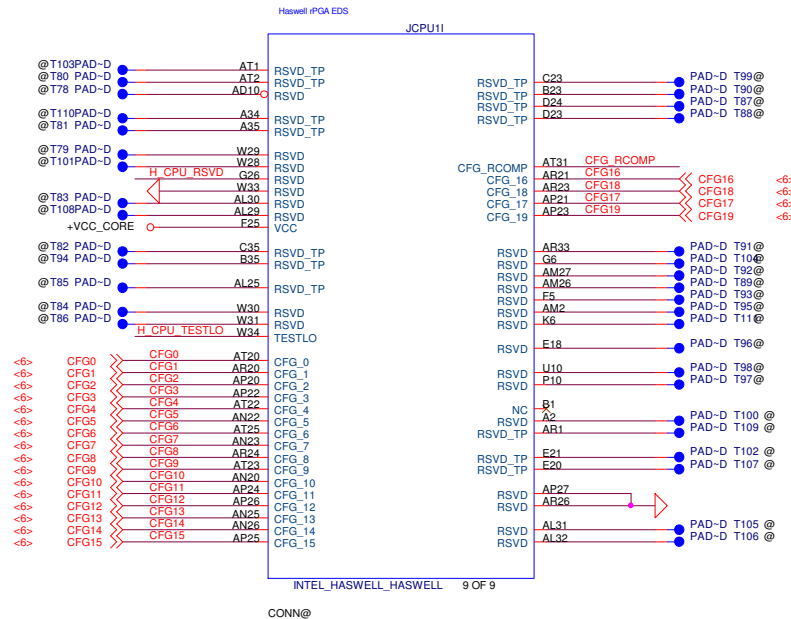 Haswell rPGA EDS
JCPU1I
@T103PAD~D AT1 RSVD_TP
@T80 PAD~D AT2 RSVD_TP
@T78 PAD~D AD10 RSVD
@T110PAD~D A34 RSVD_TP
@T81 PAD~D A35 RSVD_TP
@T79 PAD~D W29 RSVD
@T101PAD~D W28 RSVD
H_CPU_RSVD G26 RSVD
W33 RSVD
@T83 PAD~D AL30 RSVD
@T108PAD~D AL29 RSVD
+VCC_CORE F25 VCC
@T82 PAD~D C35 RSVD_TP
@T94 PAD~D B35 RSVD_TP
@T85 PAD~D AL25 RSVD_TP
@T84 PAD~D W30 RSVD
@T86 PAD~D W31 RSVD
H_CPU_TESTLO W34 TESTLO
<6> CFG0 CFG0 AT20 CFG_0
<6> CFG1 CFG1 AR20 CFG_1
<6> CFG2 CFG2 AP20 CFG_2
<6> CFG3 CFG3 AP22 CFG_3
<6> CFG4 CFG4 AT22 CFG_4
<6> CFG5 CFG5 AN22 CFG_5
<6> CFG6 CFG6 AT25 CFG_6
<6> CFG7 CFG7 AN23 CFG_7
<6> CFG8 CFG8 AR24 CFG_8
<6> CFG9 CFG9 AT23 CFG_9
<6> CFG10 CFG10 AN20 CFG_10
<6> CFG11 CFG11 AP24 CFG_11
<6> CFG12 CFG12 AP26 CFG_12
<6> CFG13 CFG13 AN25 CFG_13
<6> CFG14 CFG14 AN26 CFG_14
<6> CFG15 CFG15 AP25 CFG_15
RSVD_TP C23 PAD~D T99@
RSVD_TP B23 PAD~D T90@
RSVD_TP D24 PAD~D T87@
RSVD_TP D23 PAD~D T88@
CFG_RCOMP AT31 CFG_RCOMP
CFG_16 AR21 CFG16 CFG16 <6>
CFG_18 AR23 CFG18 CFG18 <6>
CFG_17 AP21 CFG17 CFG17 <6>
CFG_19 AP23 CFG19 CFG19 <6>
RSVD AR33 PAD~D T91@
RSVD G6 PAD~D T104@
RSVD AM27 PAD~D T92@
RSVD AM26 PAD~D T89@
RSVD F5 PAD~D T93@
RSVD AM2 PAD~D T95@
RSVD K6 PAD~D T111@
RSVD E18 PAD~D T96@
RSVD U10 PAD~D T98@
RSVD P10 PAD~D T97@
NC B1
RSVD A2 PAD~D T100 @
RSVD_TP AR1 PAD~D T109 @
RSVD_TP E21 PAD~D T102 @
RSVD_TP E20 PAD~D T107 @
RSVD AP27
RSVD AR26
RSVD AL31 PAD~D T105 @
RSVD AL32 PAD~D T106 @
INTEL_HASWELL_HASWELL 9 OF 9
CONN@